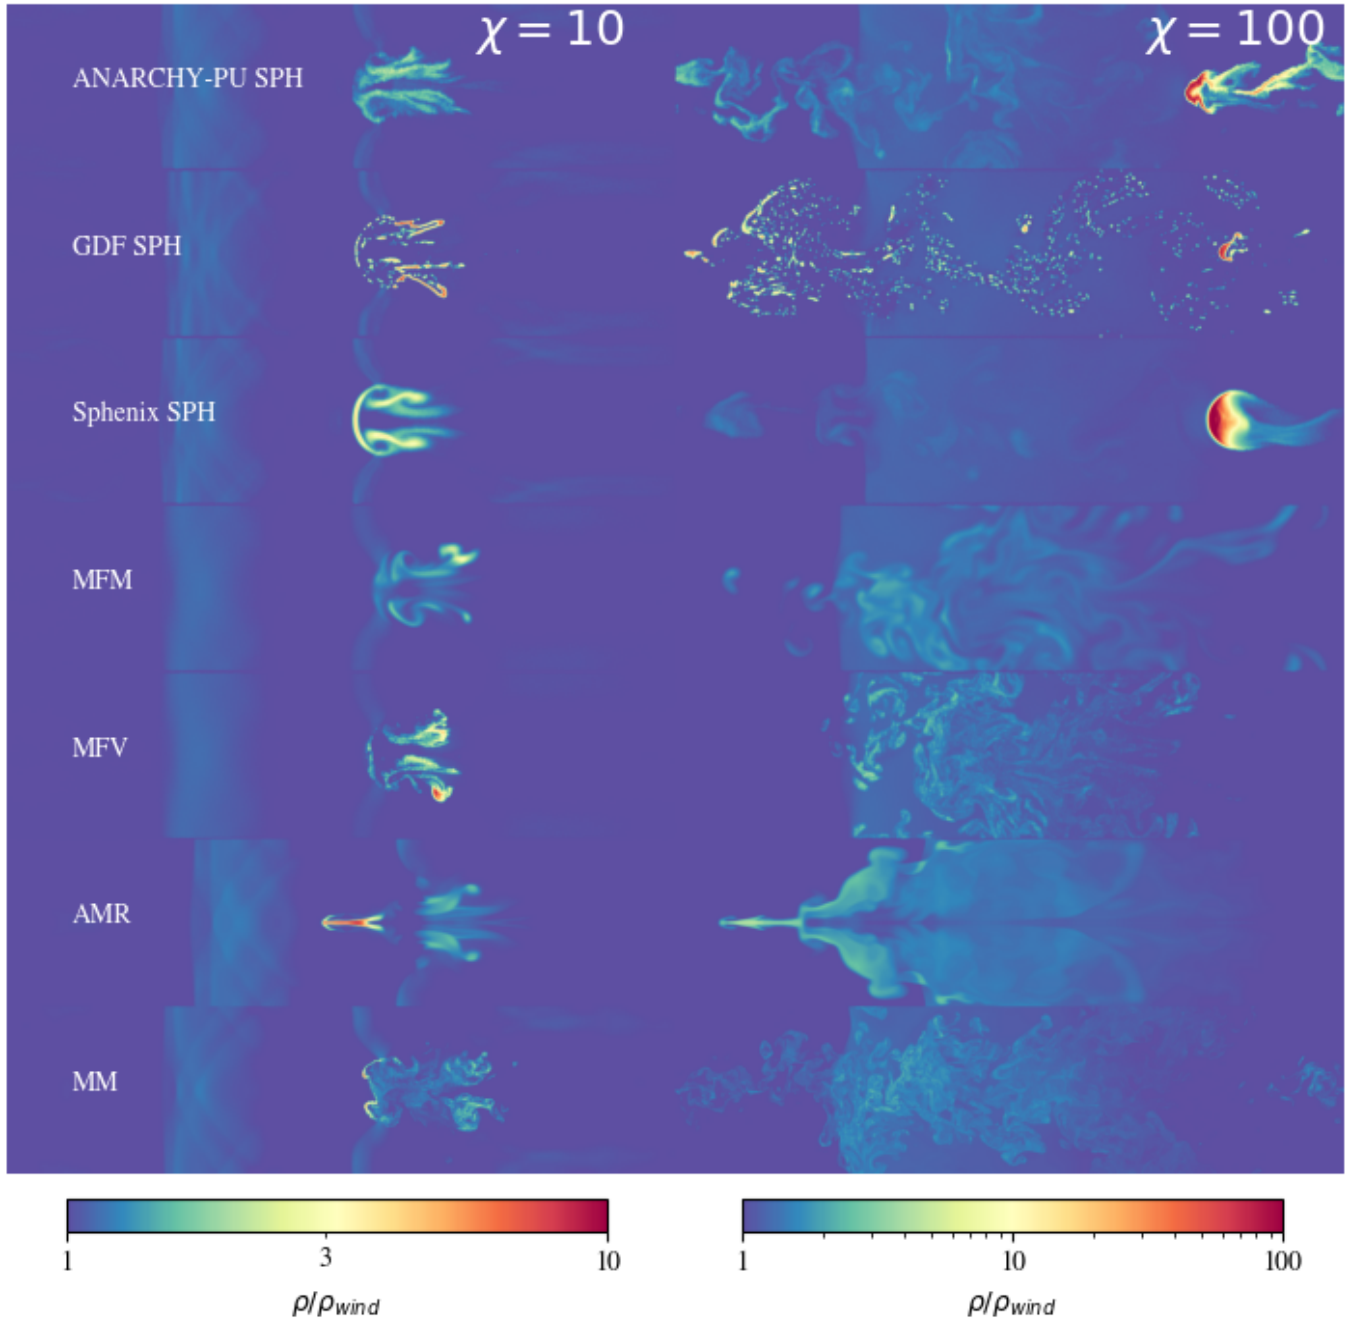 χ = 10
χ = 100
ANARCHY-PU SPH
GDF SPH
Sphenix SPH
MFM
MFV
AMR
MM
1 3 10
ρ/ρwind
1 10 100
ρ/ρwind